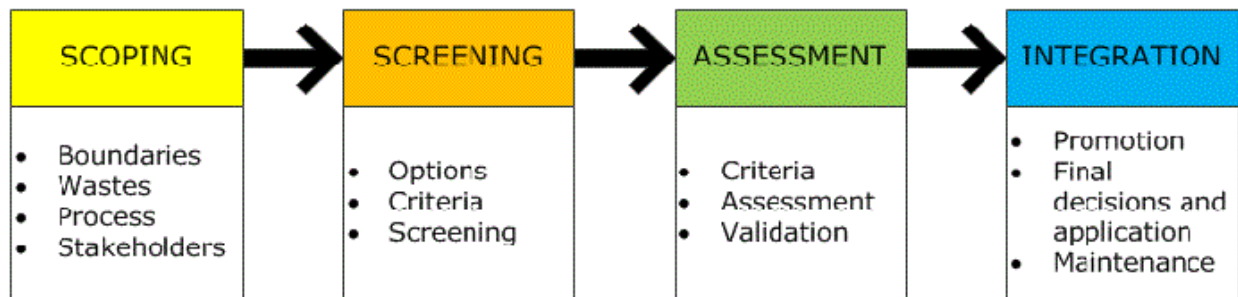 SCOPING
• Boundaries
• Wastes
• Process
• Stakeholders
SCREENING
• Options
• Criteria
• Screening
ASSESSMENT
• Criteria
• Assessment
• Validation
INTEGRATION
• Promotion
• Final
decisions and
application
• Maintenance